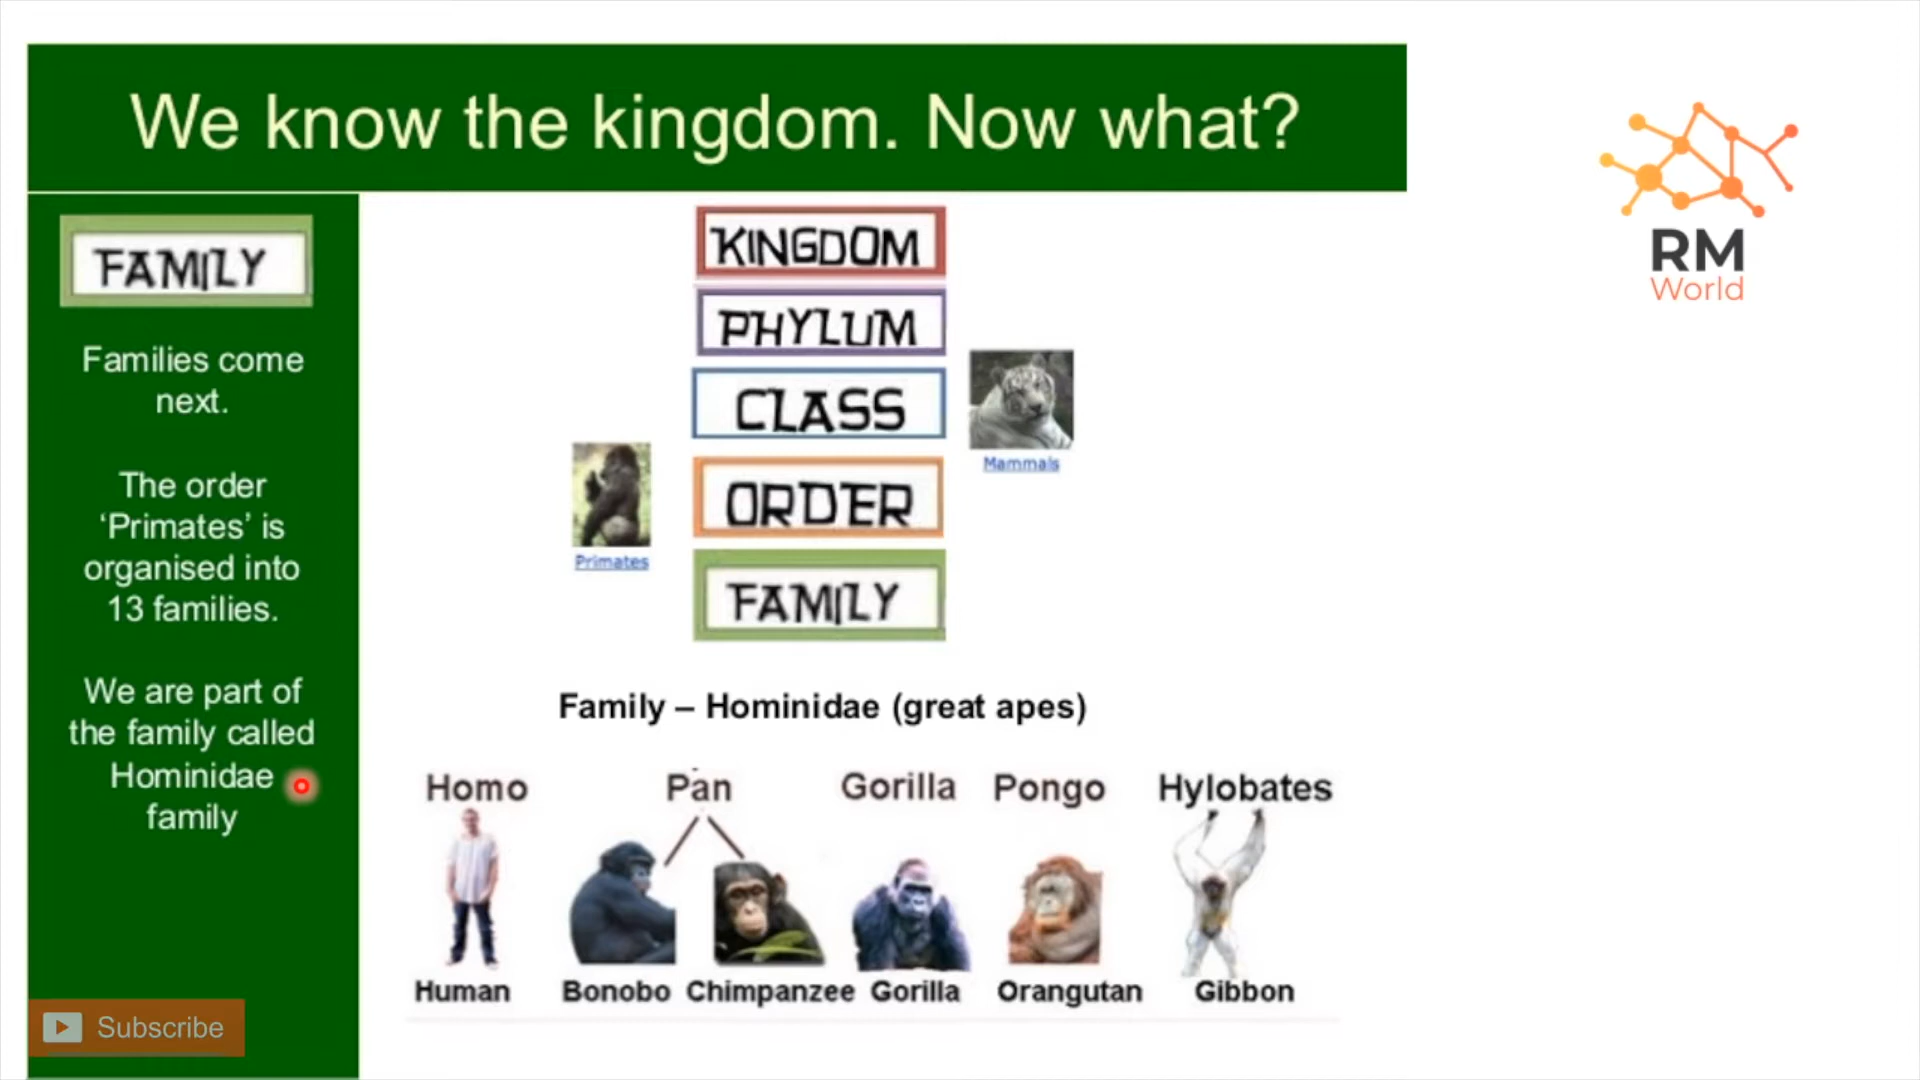 We know the kingdom. Now what?
RM
World
FAMILY
Families come
next.
The order
‘Primates’ is
organised into
13 families.
We are part of
the family called
Hominidae
family
Subscribe
KINGDOM
PHYLUM
CLASS
Mammals
ORDER
Primates
FAMILY
Family – Hominidae (great apes)
Homo Pan Gorilla Pongo Hylobates
Human Bonobo Chimpanzee Gorilla Orangutan Gibbon